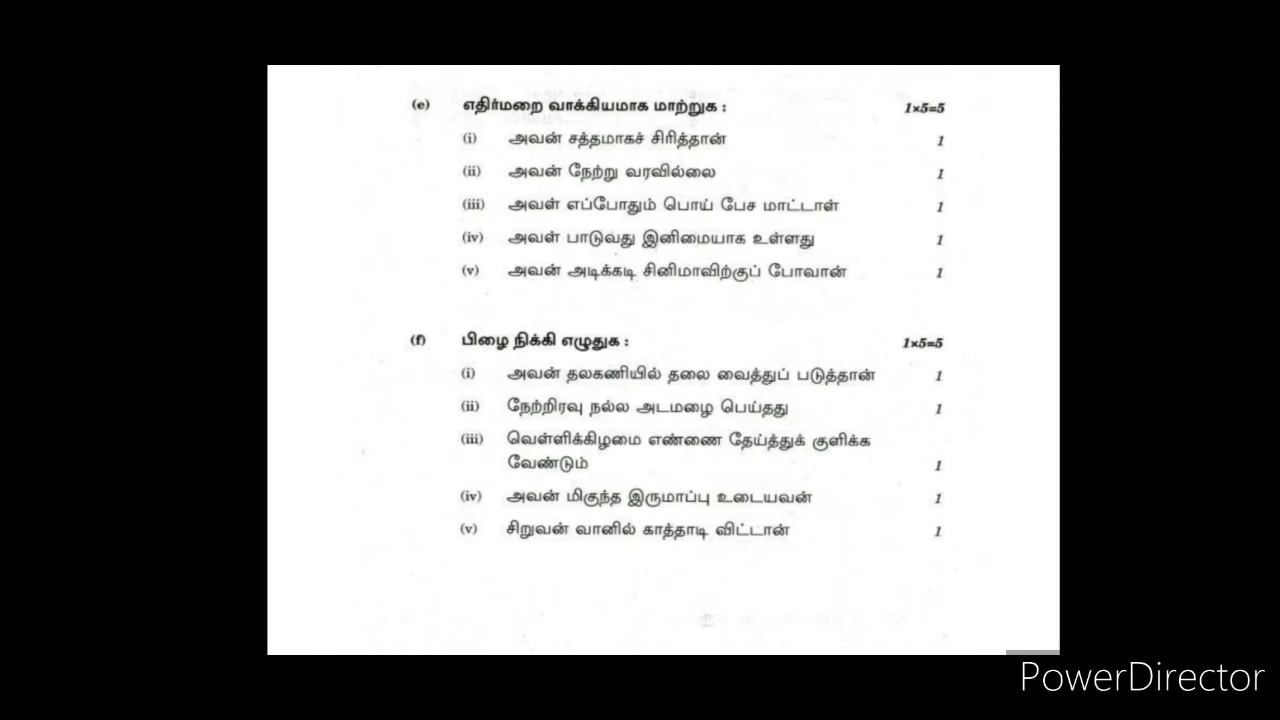 (e) எதிர்மறை வாக்கியமாக மாற்றுக : 1×5=5
(i) அவன் சத்தமாகச் சிரித்தான் 1
(ii) அவன் நேற்று வரவில்லை 1
(iii) அவள் எப்போதும் பொய் பேச மாட்டாள் 1
(iv) அவள் பாடுவது இனிமையாக உள்ளது 1
(v) அவன் அடிக்கடி சினிமாவிற்குப் போவான் 1
(f) பிழை நிக்கி எழுதுக : 1×5=5
(i) அவன் தலகணியில் தலை வைத்துப் படுத்தான் 1
(ii) நேற்றிரவு நல்ல அடமழை பெய்தது 1
(iii) வெள்ளிக்கிழமை எண்ணை தேய்த்துக் குளிக்க
வேண்டும் 1
(iv) அவன் மிகுந்த இருமாப்பு உடையவன் 1
(v) சிறுவன் வானில் காத்தாடி விட்டான் 1
PowerDirector